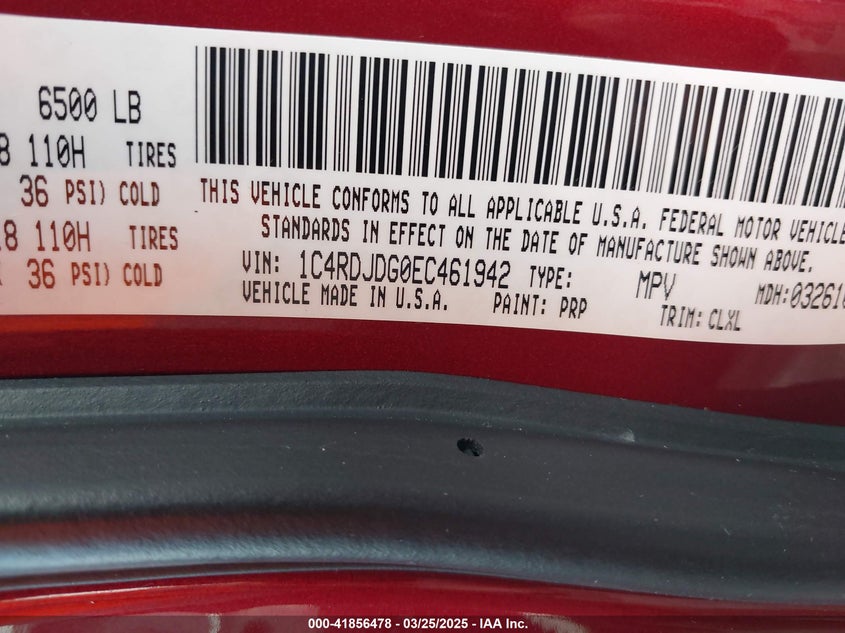 6500 LB
8 110H TIRES
36 PSI) COLD
18 110H TIRES
36 PSI) COLD
THIS VEHICLE CONFORMS TO ALL APPLICABLE U.S.A. FEDERAL MOTOR VEHICLE
STANDARDS IN EFFECT ON THE DATE OF MANUFACTURE SHOWN ABOVE.
VIN: 1C4RDJDG0EC461942 TYPE: MPV MDH:03261
VEHICLE MADE IN U.S.A. PAINT: PRP TRIM: CLXL
000-41856478 - 03/25/2025 - IAA Inc.